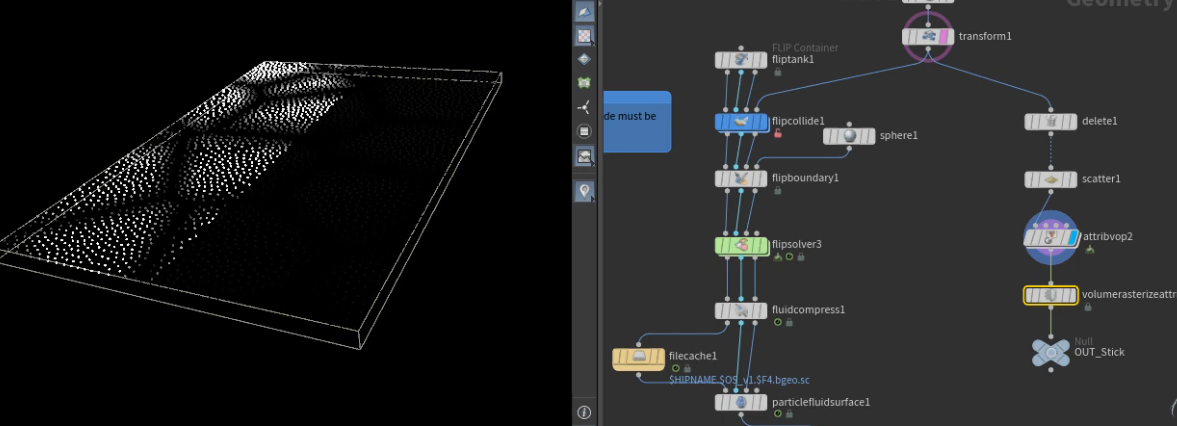 Geometry
transform1
FLIP Container
fliptank1
de must be
flipcollide1
sphere1
delete1
flipboundary1
scatter1
flipsolver3
attribvop2
fluidcompress1
volumerasterizeattr
Null
OUT_Stick
filecache1
$HIPNAME.$OS_v1.$F4.bgeo.sc
particlefluidsurface1